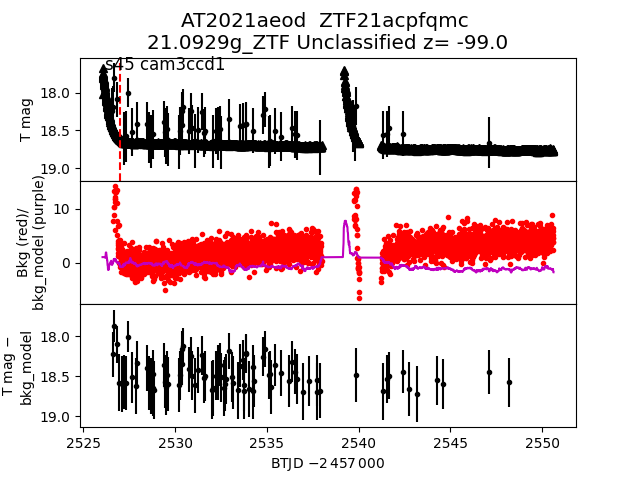 AT2021aeod  ZTF21acpfqmc
21.0929g_ZTF Unclassified z= -99.0
s45 cam3ccd1
18.0
18.5
19.0
T mag
10
0
Bkg (red)/
bkg_model (purple)
18.0
18.5
19.0
T mag −
bkg_model
2525
2530
2535
2540
2545
2550
BTJD −2 457 000